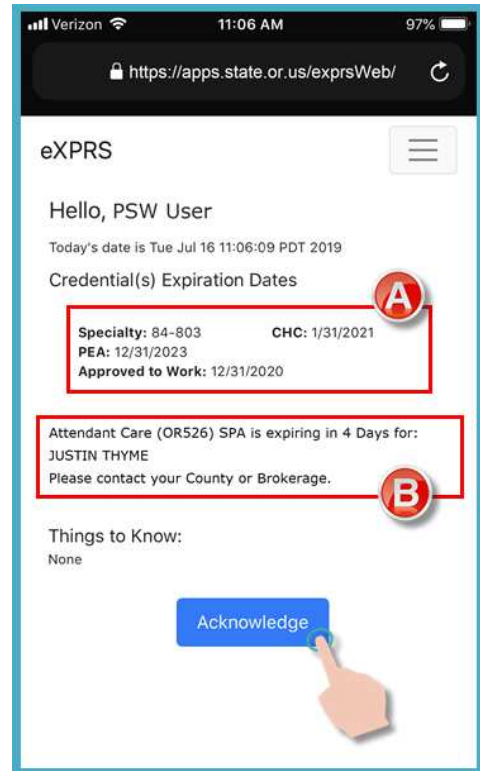 Verizon 11:06 AM 97%
https://apps.state.or.us/exprsWeb/
eXPRS
Hello, PSW User
Today's date is Tue Jul 16 11:06:09 PDT 2019
Credential(s) Expiration Dates
A
Specialty: 84-803 CHC: 1/31/2021
PEA: 12/31/2023
Approved to Work: 12/31/2020
Attendant Care (OR526) SPA is expiring in 4 Days for:
JUSTIN THYME
Please contact your County or Brokerage.
B
Things to Know:
None
Acknowledge